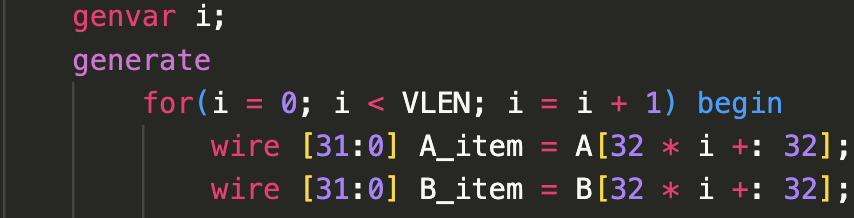 genvar i;
generate
for(i = 0; i < VLEN; i = i + 1) begin
wire [31:0] A_item = A[32 * i +: 32];
wire [31:0] B_item = B[32 * i +: 32];